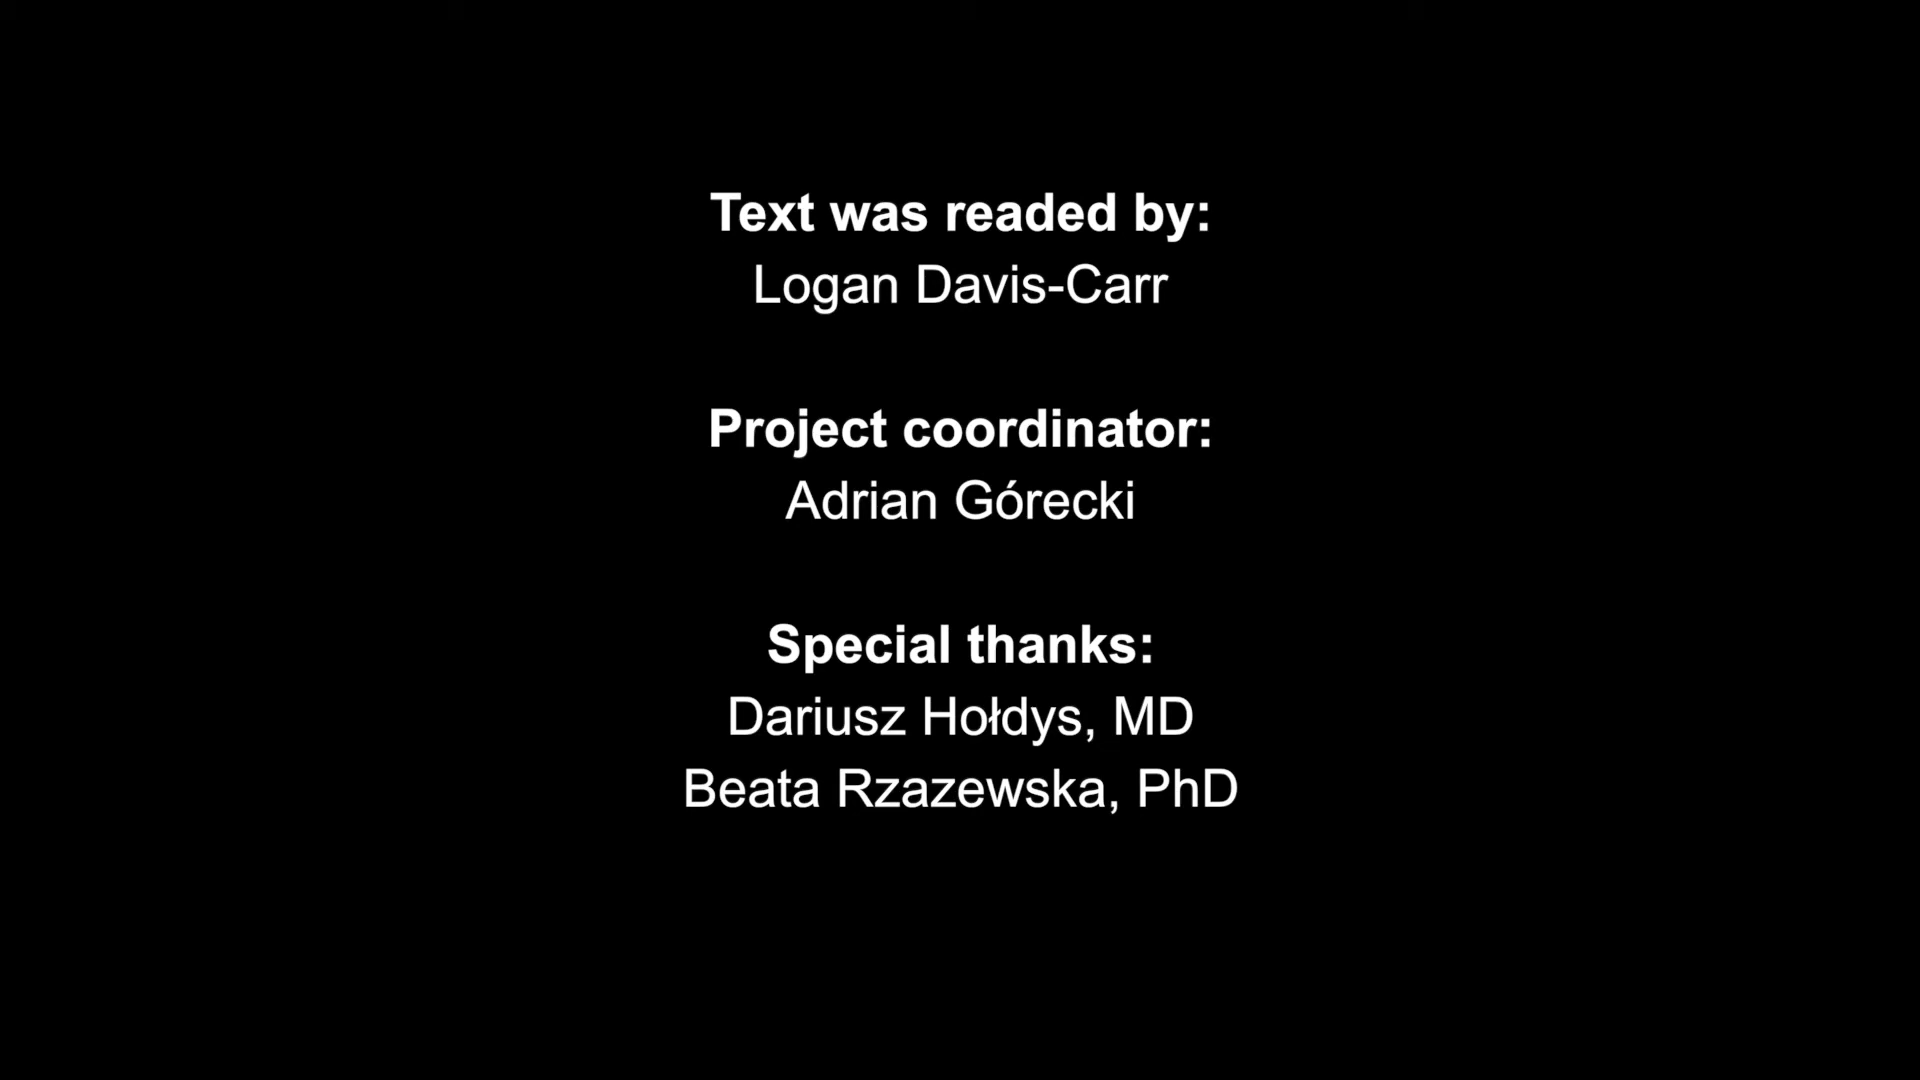 Text was readed by:
Logan Davis-Carr
Project coordinator:
Adrian Górecki
Special thanks:
Dariusz Hołdys, MD
Beata Rzazewska, PhD